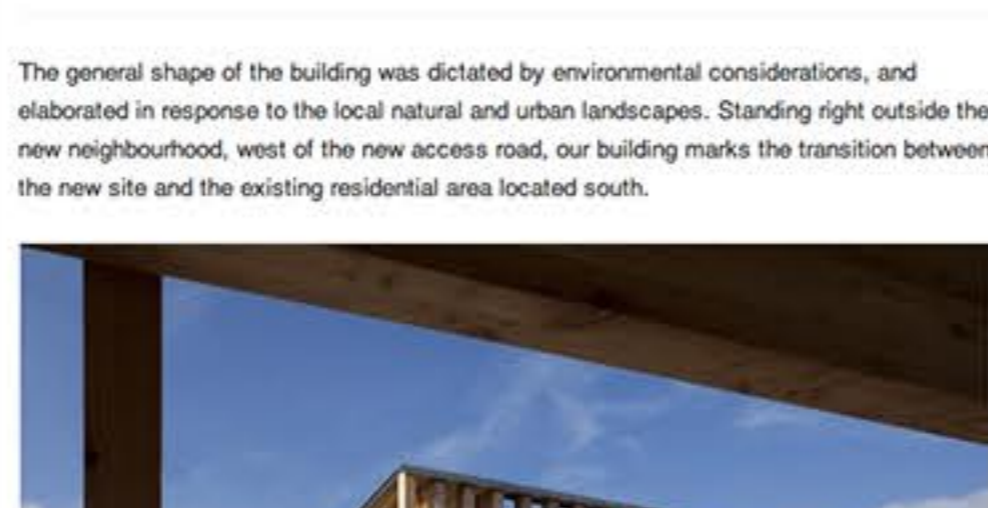 The general shape of the building was dictated by environmental considerations, and
elaborated in response to the local natural and urban landscapes. Standing right outside the
new neighbourhood, west of the new access road, our building marks the transition between
the new site and the existing residential area located south.